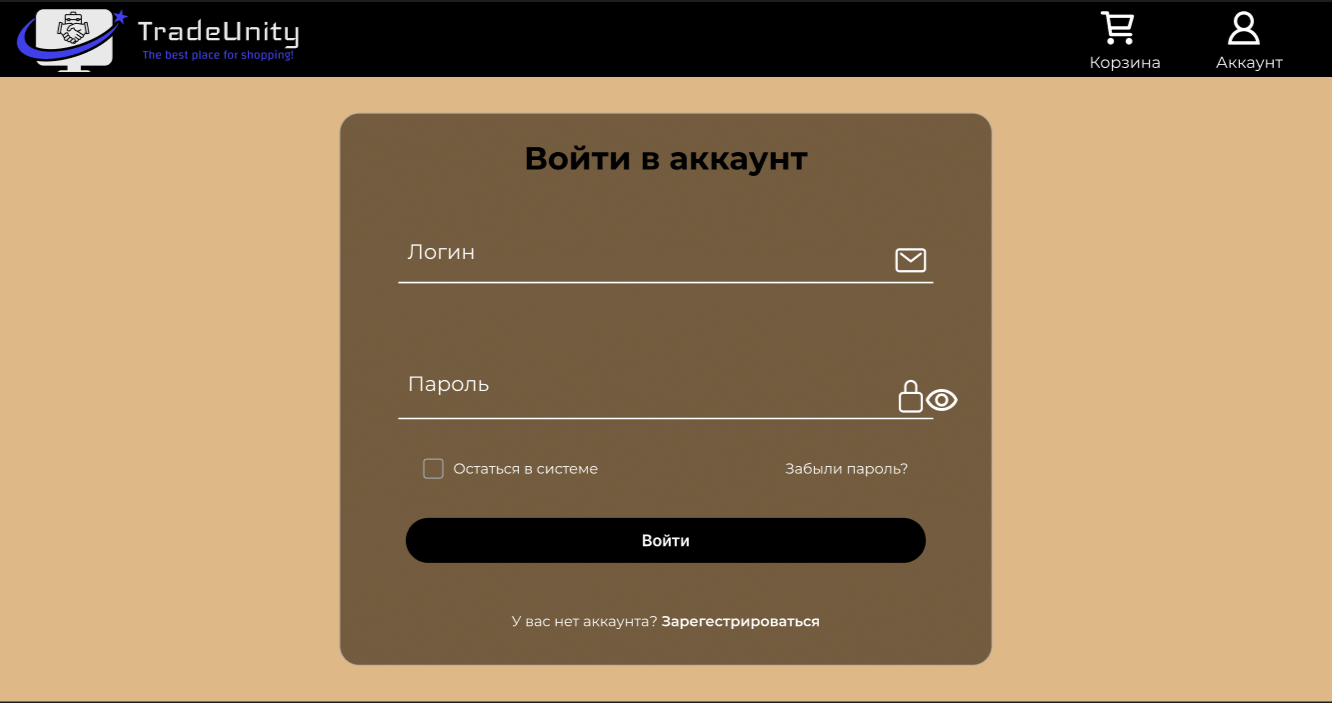 TradeUnity
The best place for shopping!
Корзина
Аккаунт
Войти в аккаунт
Логин
Пароль
Остаться в системе
Забыли пароль?
Войти
У вас нет аккаунта? Зарегестрироваться